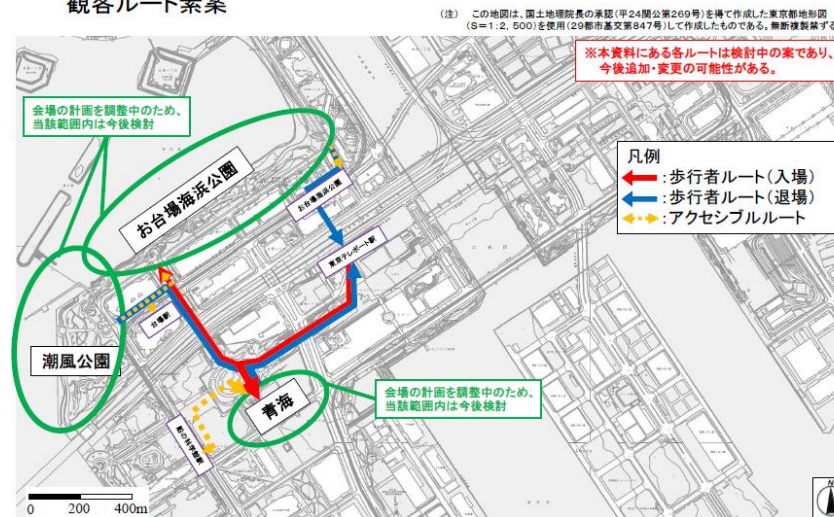 観客ルート素案
(注) この地図は、国土地理院長の承認(平24関公第269号)を得て作成した東京都地形図
(S=1:2,500)を使用(29都市基交第847号)して作成したものである。無断複製禁ずる
※本資料にある各ルートは検討中の案であり、
今後追加・変更の可能性がある。
会場の計画を調整中のため、
当該範囲内は今後検討
凡例
:歩行者ルート(入場)
:歩行者ルート(退場)
:アクセシブルルート
お台場海浜公園
お台場海浜公園
東京テレポート駅
台場駅
潮風公園
青海
会場の計画を調整中のため、
当該範囲内は今後検討
0 200 400m
N